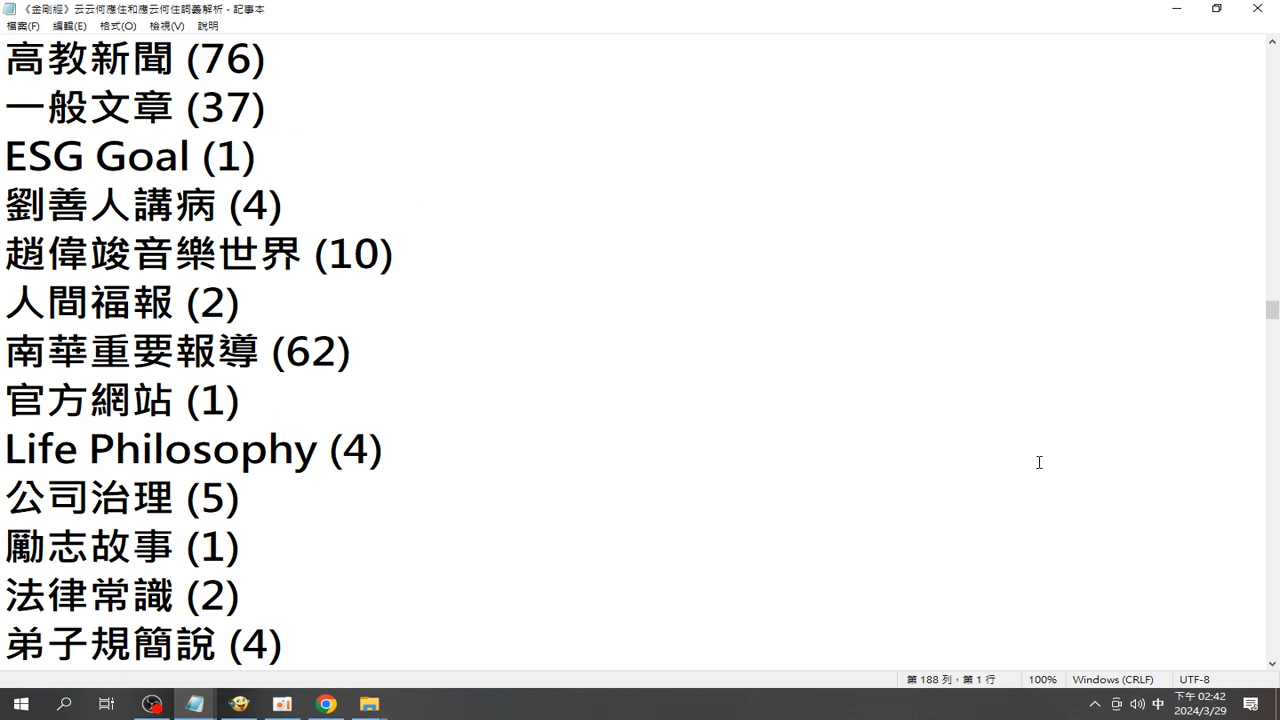 《金剛經》云云何應住和應云何住詞義解析 - 記事本
檔案(F) 編輯(E) 格式(O) 檢視(V) 說明
高教新聞 (76)
一般文章 (37)
ESG Goal (1)
劉善人講病 (4)
趙偉竣音樂世界 (10)
人間福報 (2)
南華重要報導 (62)
官方網站 (1)
Life Philosophy (4)
公司治理 (5)
勵志故事 (1)
法律常識 (2)
弟子規簡說 (4)
第 188 列，第 1 行 100% Windows (CRLF) UTF-8
中 下午 02:42
2024/3/29